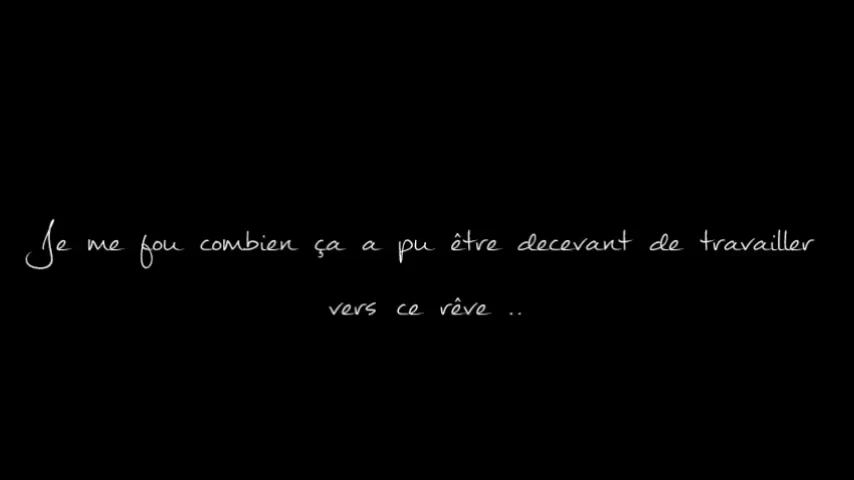 Je me fou combien ça a pu être decevant de travailler
vers ce rêve ..